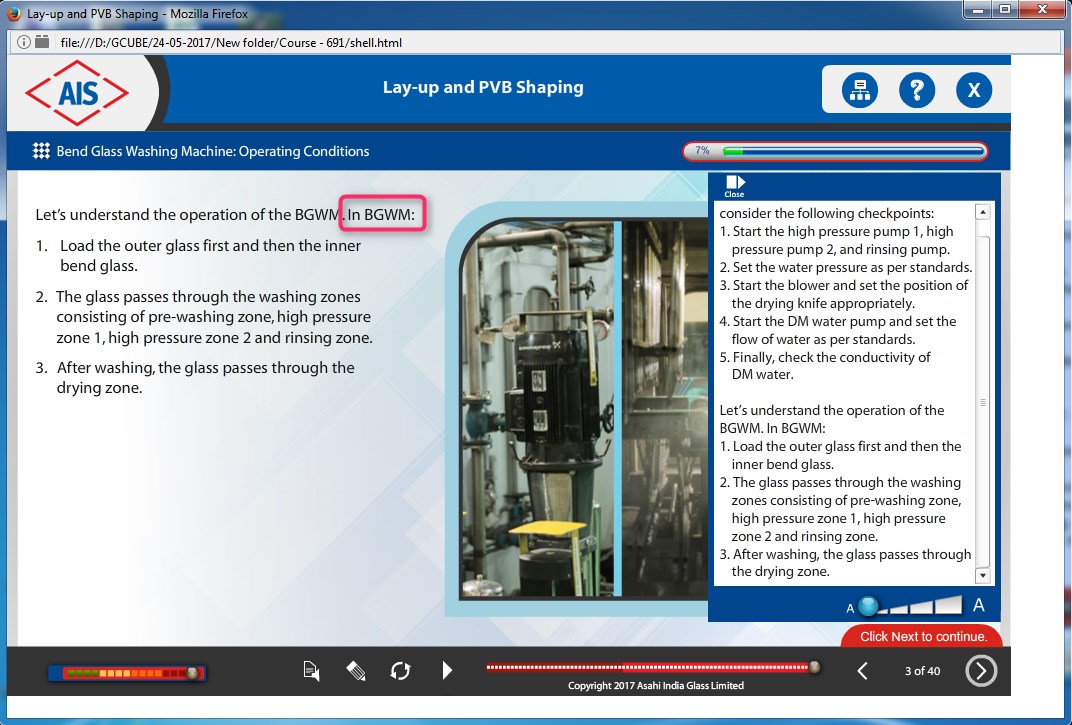 Lay-up and PVB Shaping - Mozilla Firefox
file:///D:/GCUBE/24-05-2017/New folder/Course - 691/shell.html
AIS
Lay-up and PVB Shaping
?
X
Bend Glass Washing Machine: Operating Conditions
7%
Let's understand the operation of the BGWM. In BGWM:
1. Load the outer glass first and then the inner
bend glass.
2. The glass passes through the washing zones
consisting of pre-washing zone, high pressure
zone 1, high pressure zone 2 and rinsing zone.
3. After washing, the glass passes through the
drying zone.
Close
consider the following checkpoints:
1. Start the high pressure pump 1, high
pressure pump 2, and rinsing pump.
2. Set the water pressure as per standards.
3. Start the blower and set the position of
the drying knife appropriately.
4. Start the DM water pump and set the
flow of water as per standards.
5. Finally, check the conductivity of
DM water.
Let's understand the operation of the
BGWM. In BGWM:
1. Load the outer glass first and then the
inner bend glass.
2. The glass passes through the washing
zones consisting of pre-washing zone,
high pressure zone 1, high pressure
zone 2 and rinsing zone.
3. After washing, the glass passes through
the drying zone.
A A
Click Next to continue.
3 of 40
Copyright 2017 Asahi India Glass Limited